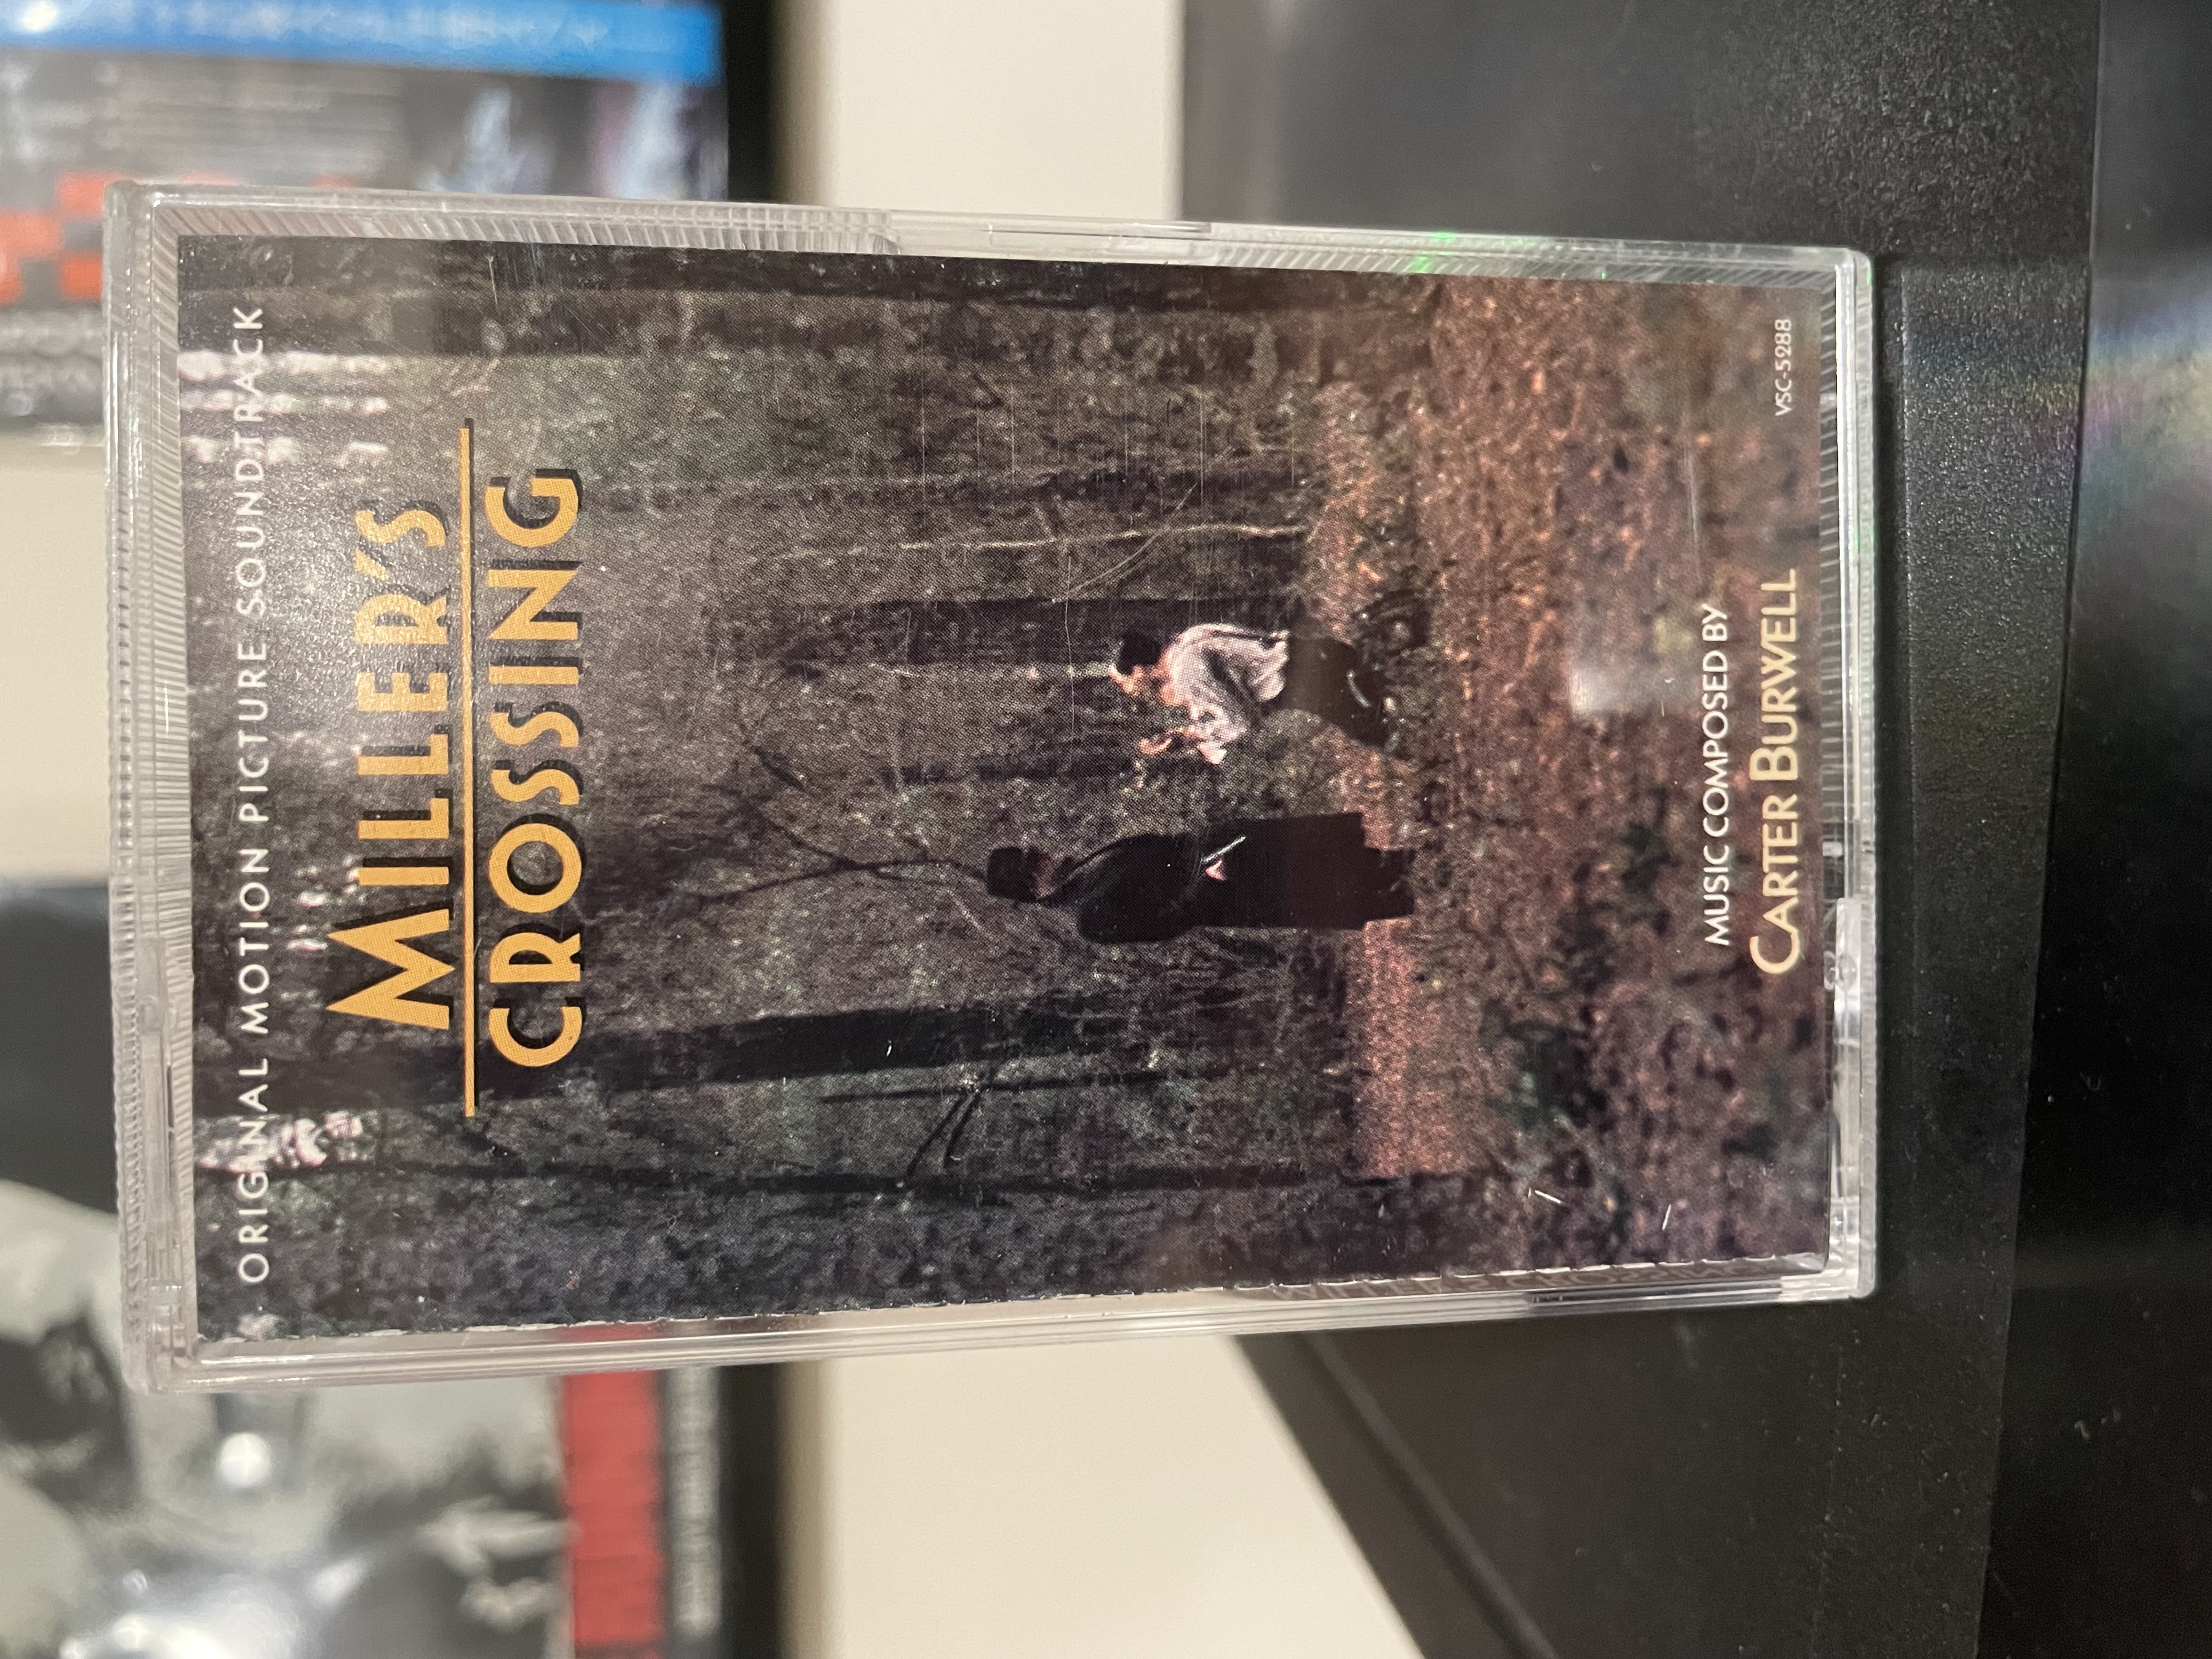 ORIGINAL MOTION PICTURE SOUNDTRACK
MILLER'S
CROSSING
MUSIC COMPOSED BY
CARTER BURWELL
VSC-5288